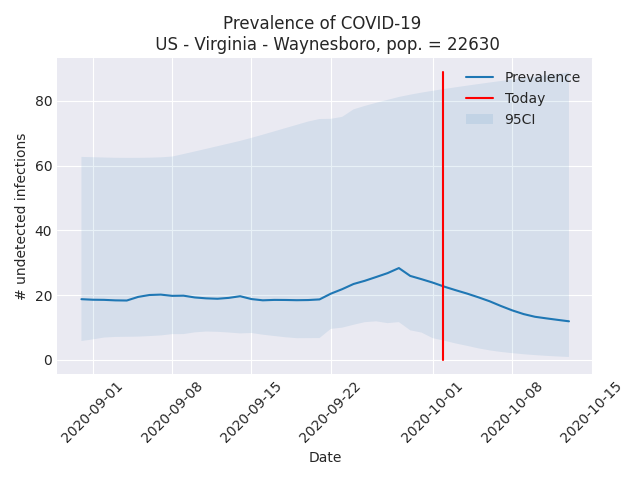 Prevalence of COVID-19
US - Virginia - Waynesboro, pop. = 22630
Prevalence
Today
95CI
# undetected infections
80
60
40
20
0
2020-09-01
2020-09-08
2020-09-15
2020-09-22
2020-10-01
2020-10-08
2020-10-15
Date